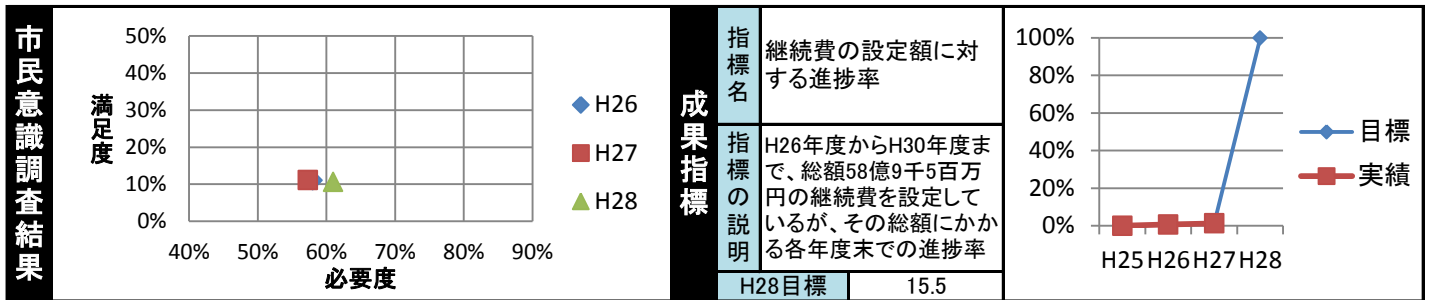 市民意識調査結果
満足度
50%
40%
30%
20%
10%
0%
40% 50% 60% 70% 80% 90%
必要度
H26
H27
H28
成果指標
指標名
継続費の設定額に対
する進捗率
指標の説明
H26年度からH30年度ま
で、総額58億9千5百万
円の継続費を設定して
いるが、その総額にかか
る各年度末での進捗率
H28目標 15.5
100%
80%
60%
40%
20%
0%
H25 H26 H27 H28
目標
実績